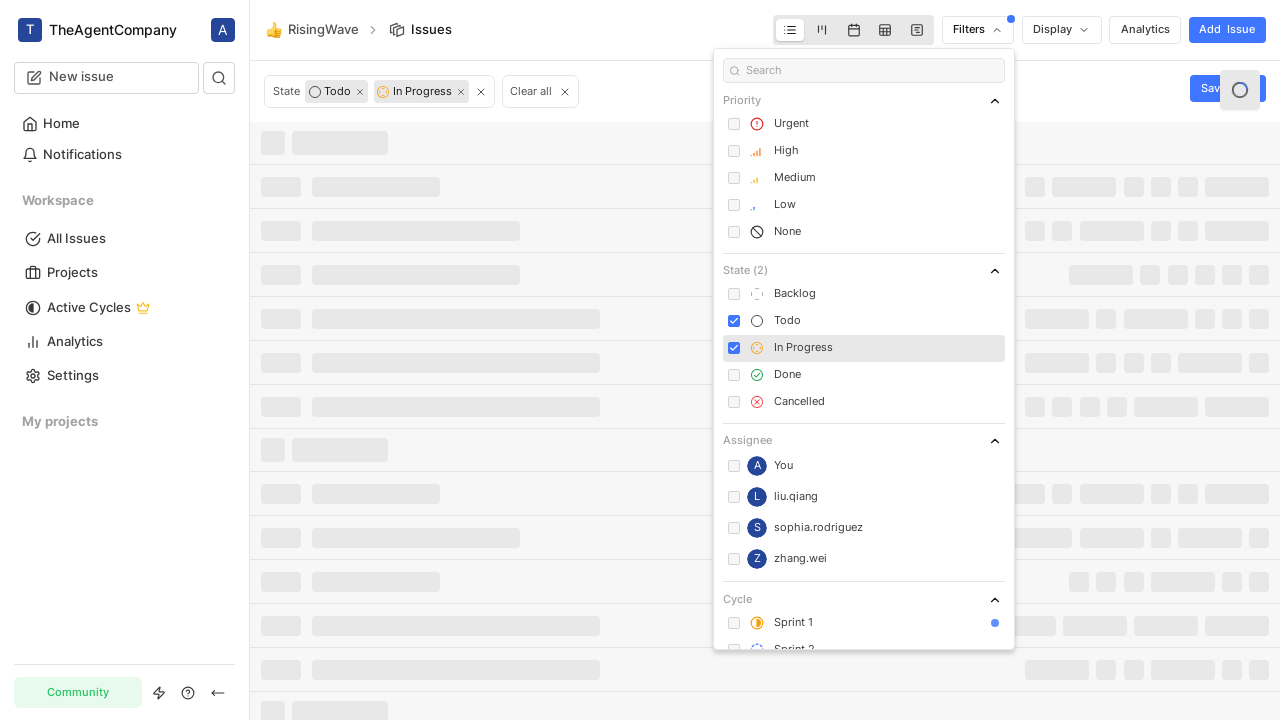 T TheAgentCompany A
New issue
Home
Notifications
Workspace
All Issues
Projects
Active Cycles
Analytics
Settings
My projects
Community
RisingWave Issues
Filters
Display
Analytics
Add Issue
State Todo In Progress
Clear all
Search
Priority
Urgent
High
Medium
Low
None
State (2)
Backlog
Todo
In Progress
Done
Cancelled
Assignee
A You
L liu.qiang
S sophia.rodriguez
Z zhang.wei
Cycle
Sprint 1
Sprint 2